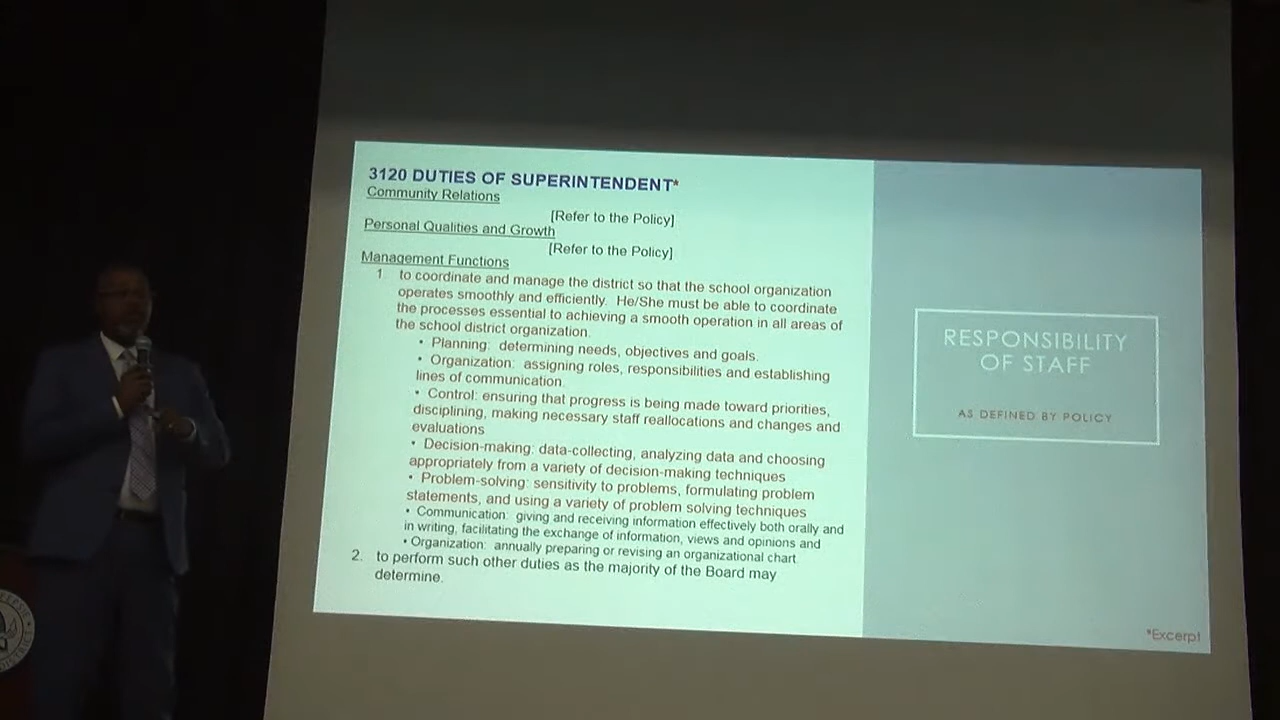 3120 DUTIES OF SUPERINTENDENT*
Community Relations
[Refer to the Policy]
Personal Qualities and Growth
[Refer to the Policy]
Management Functions
1. to coordinate and manage the district so that the school organization
operates smoothly and efficiently. He/She must be able to coordinate
the processes essential to achieving a smooth operation in all areas of
the school district organization.
• Planning: determining needs, objectives and goals.
• Organization: assigning roles, responsibilities and establishing
lines of communication.
• Control: ensuring that progress is being made toward priorities,
disciplining, making necessary staff reallocations and changes and
evaluations
• Decision-making: data-collecting, analyzing data and choosing
appropriately from a variety of decision-making techniques
• Problem-solving: sensitivity to problems, formulating problem
statements, and using a variety of problem solving techniques
• Communication: giving and receiving information effectively both orally and
in writing, facilitating the exchange of information, views and opinions and
• Organization: annually preparing or revising an organizational chart
2. to perform such other duties as the majority of the Board may
determine.
RESPONSIBILITY
OF STAFF
AS DEFINED BY POLICY
*Excerpt